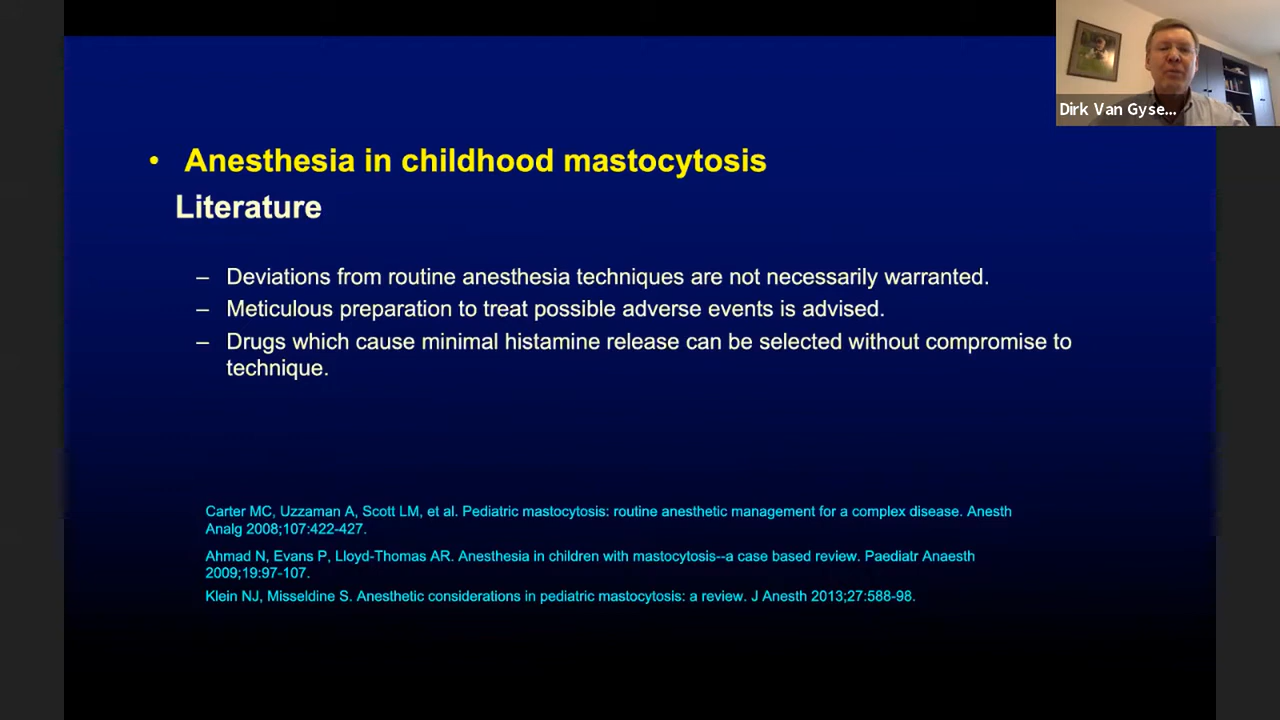 Dirk Van Gyse...
• Anesthesia in childhood mastocytosis
Literature
– Deviations from routine anesthesia techniques are not necessarily warranted.
– Meticulous preparation to treat possible adverse events is advised.
– Drugs which cause minimal histamine release can be selected without compromise to
technique.
Carter MC, Uzzaman A, Scott LM, et al. Pediatric mastocytosis: routine anesthetic management for a complex disease. Anesth
Analg 2008;107:422-427.
Ahmad N, Evans P, Lloyd-Thomas AR. Anesthesia in children with mastocytosis--a case based review. Paediatr Anaesth
2009;19:97-107.
Klein NJ, Misseldine S. Anesthetic considerations in pediatric mastocytosis: a review. J Anesth 2013;27:588-98.